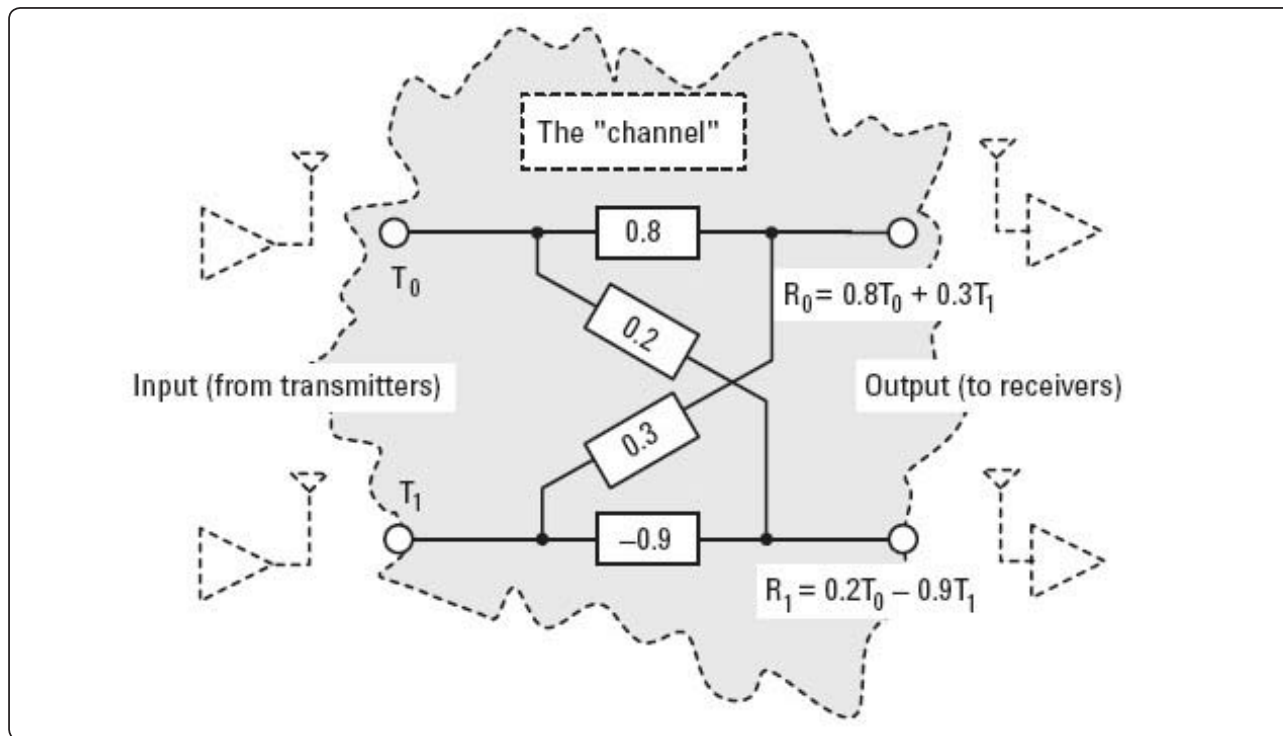 The "channel"
0.8
T₀
R₀ = 0.8T₀ + 0.3T₁
0.2
Input (from transmitters)
Output (to receivers)
0.3
T₁
–0.9
R₁ = 0.2T₀ – 0.9T₁